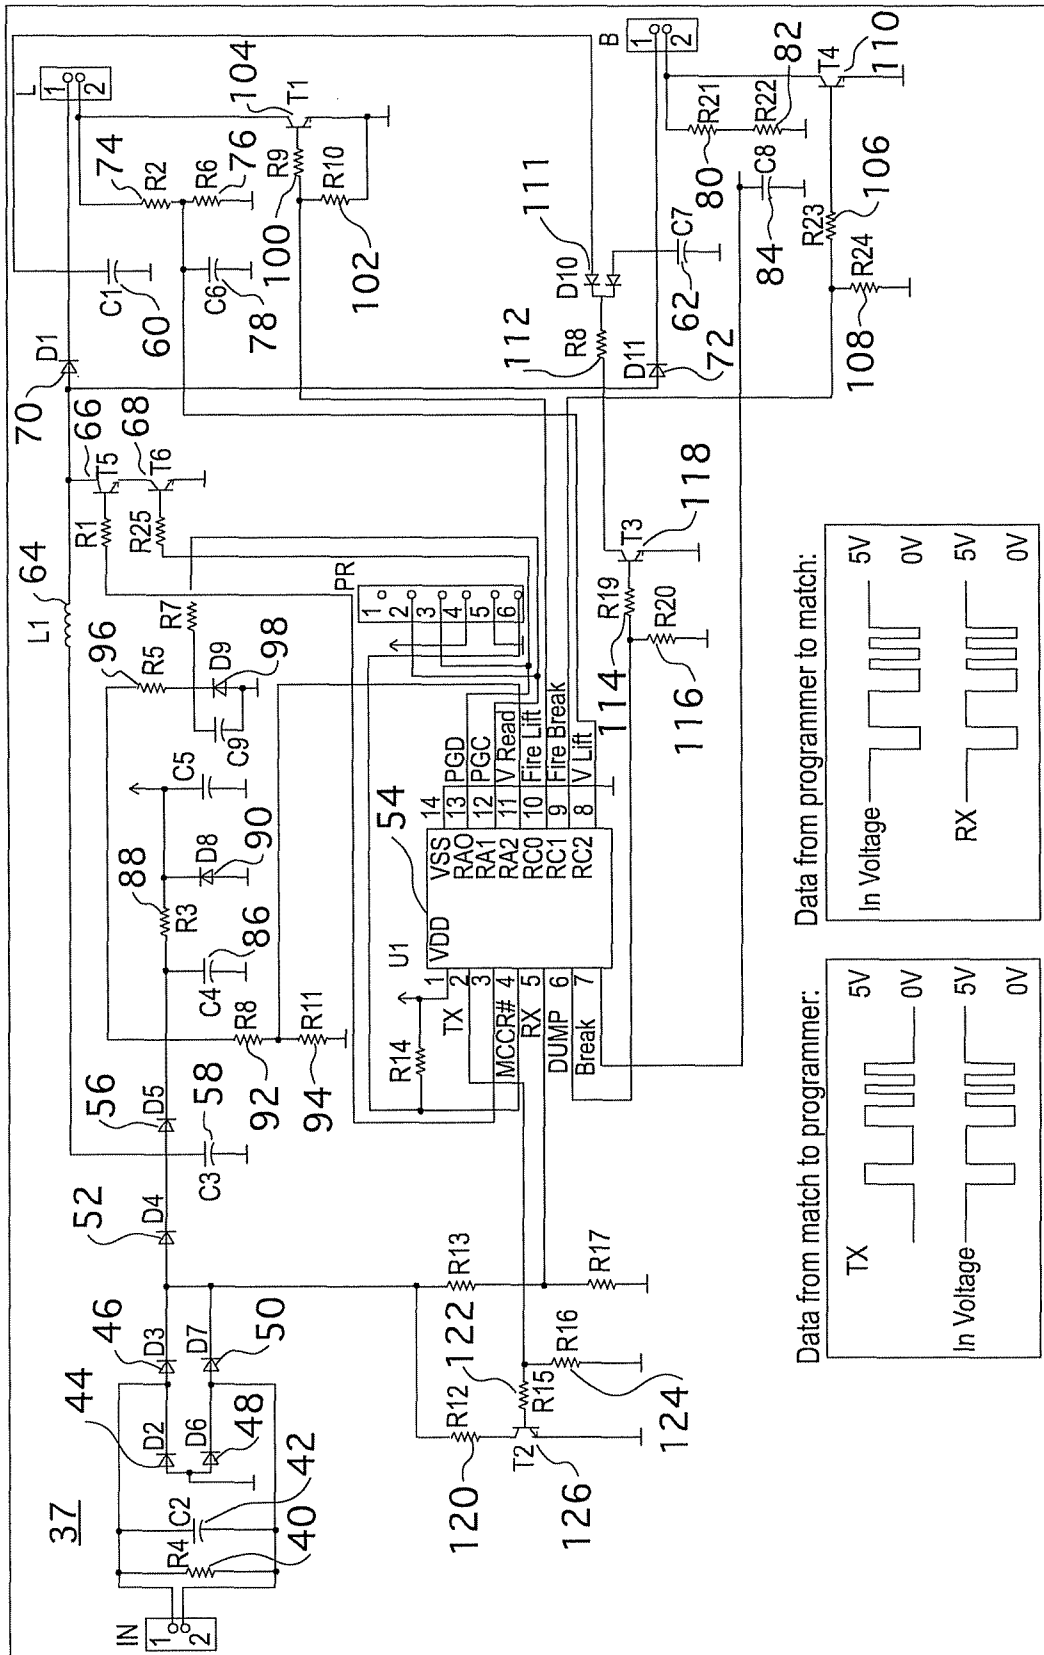 37
IN
1
2
R4
40
C2
42
44
D2
D6
48
46
D3
D7
50
52
D4
56
D5
C3
58
R8
92
R11
94
C4
86
R3
88
D8
90
C5
96
R5
D9
98
C9
R7
L1
64
R1
66
T5
R25
68
T6
70
D1
C1
60
C6
78
74
R2
R6
76
R9
100
R10
102
104
T1
L
1
2
PR
1
2
3
4
5
6
54
U1
VDD
VSS
RAO
RA1
RA2
RC0
RC1
RC2
1
2
3
4
5
6
7
14
13
12
11
10
9
8
TX
MCCR#
RX
DUMP
Break
PGD
PGC
V Read
Fire Lift
Fire Break
V Lift
R14
R13
R17
R12
120
122
R15
R16
124
T2
126
114
R19
R20
116
T3
118
112
R8
D10
111
C7
62
D11
72
B
1
2
80
R21
R22
82
C8
84
R23
106
R24
108
T4
110
Data from match to programmer:
TX
5V
0V
In Voltage
5V
0V
Data from programmer to match:
In Voltage
5V
0V
RX
5V
0V